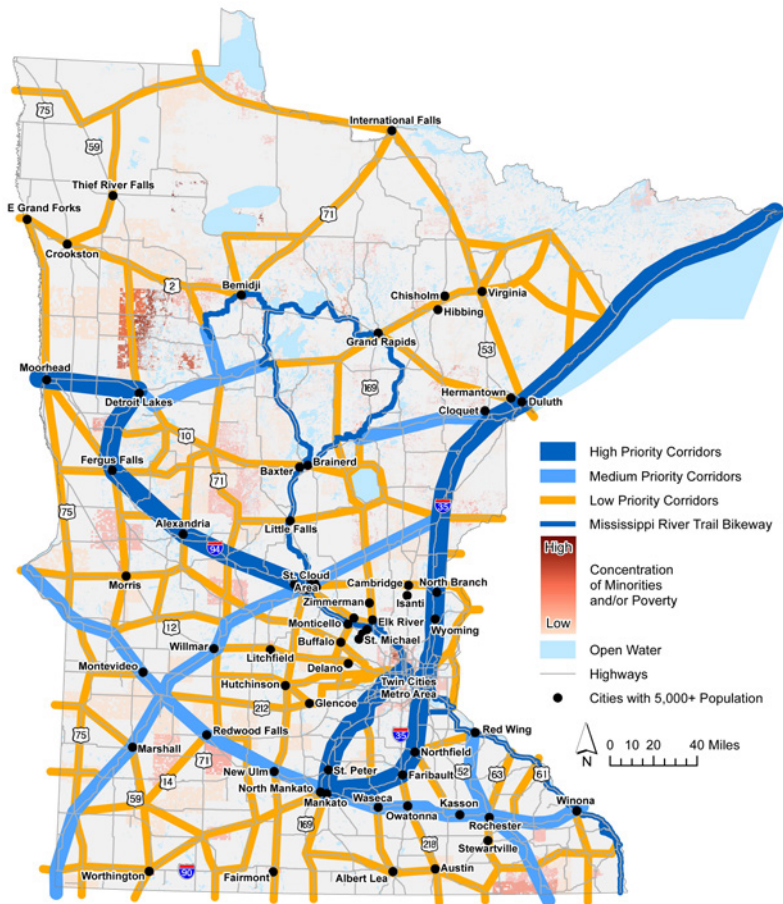 International Falls
75
59
Thief River Falls
71
E Grand Forks
Crookston
2
Bemidji
Chisholm
Virginia
Hibbing
Grand Rapids
53
Moorhead
169
Hermantown
Detroit Lakes
Duluth
Cloquet
10
Fergus Falls
Brainerd
Baxter
71
High Priority Corridors
Medium Priority Corridors
Low Priority Corridors
Mississippi River Trail Bikeway
High
Concentration
of Minorities
and/or Poverty
Low
Open Water
Highways
Cities with 5,000+ Population
N
0 10 20 40 Miles
75
35
Little Falls
Alexandria
94
St. Cloud
Area
Cambridge
North Branch
Morris
Zimmerman
Isanti
12
Monticello
Elk River
Wyoming
Willmar
Buffalo
St. Michael
Litchfield
Montevideo
Delano
Twin Cities
Metro Area
Hutchinson
212
Glencoe
Redwood Falls
35
Red Wing
75
Marshall
Northfield
14
71
New Ulm
St. Peter
Faribault
52
63
61
North Mankato
Mankato
Waseca
Kasson
Winona
59
Owatonna
Rochester
169
Stewartville
218
Worthington
90
Fairmont
Albert Lea
Austin